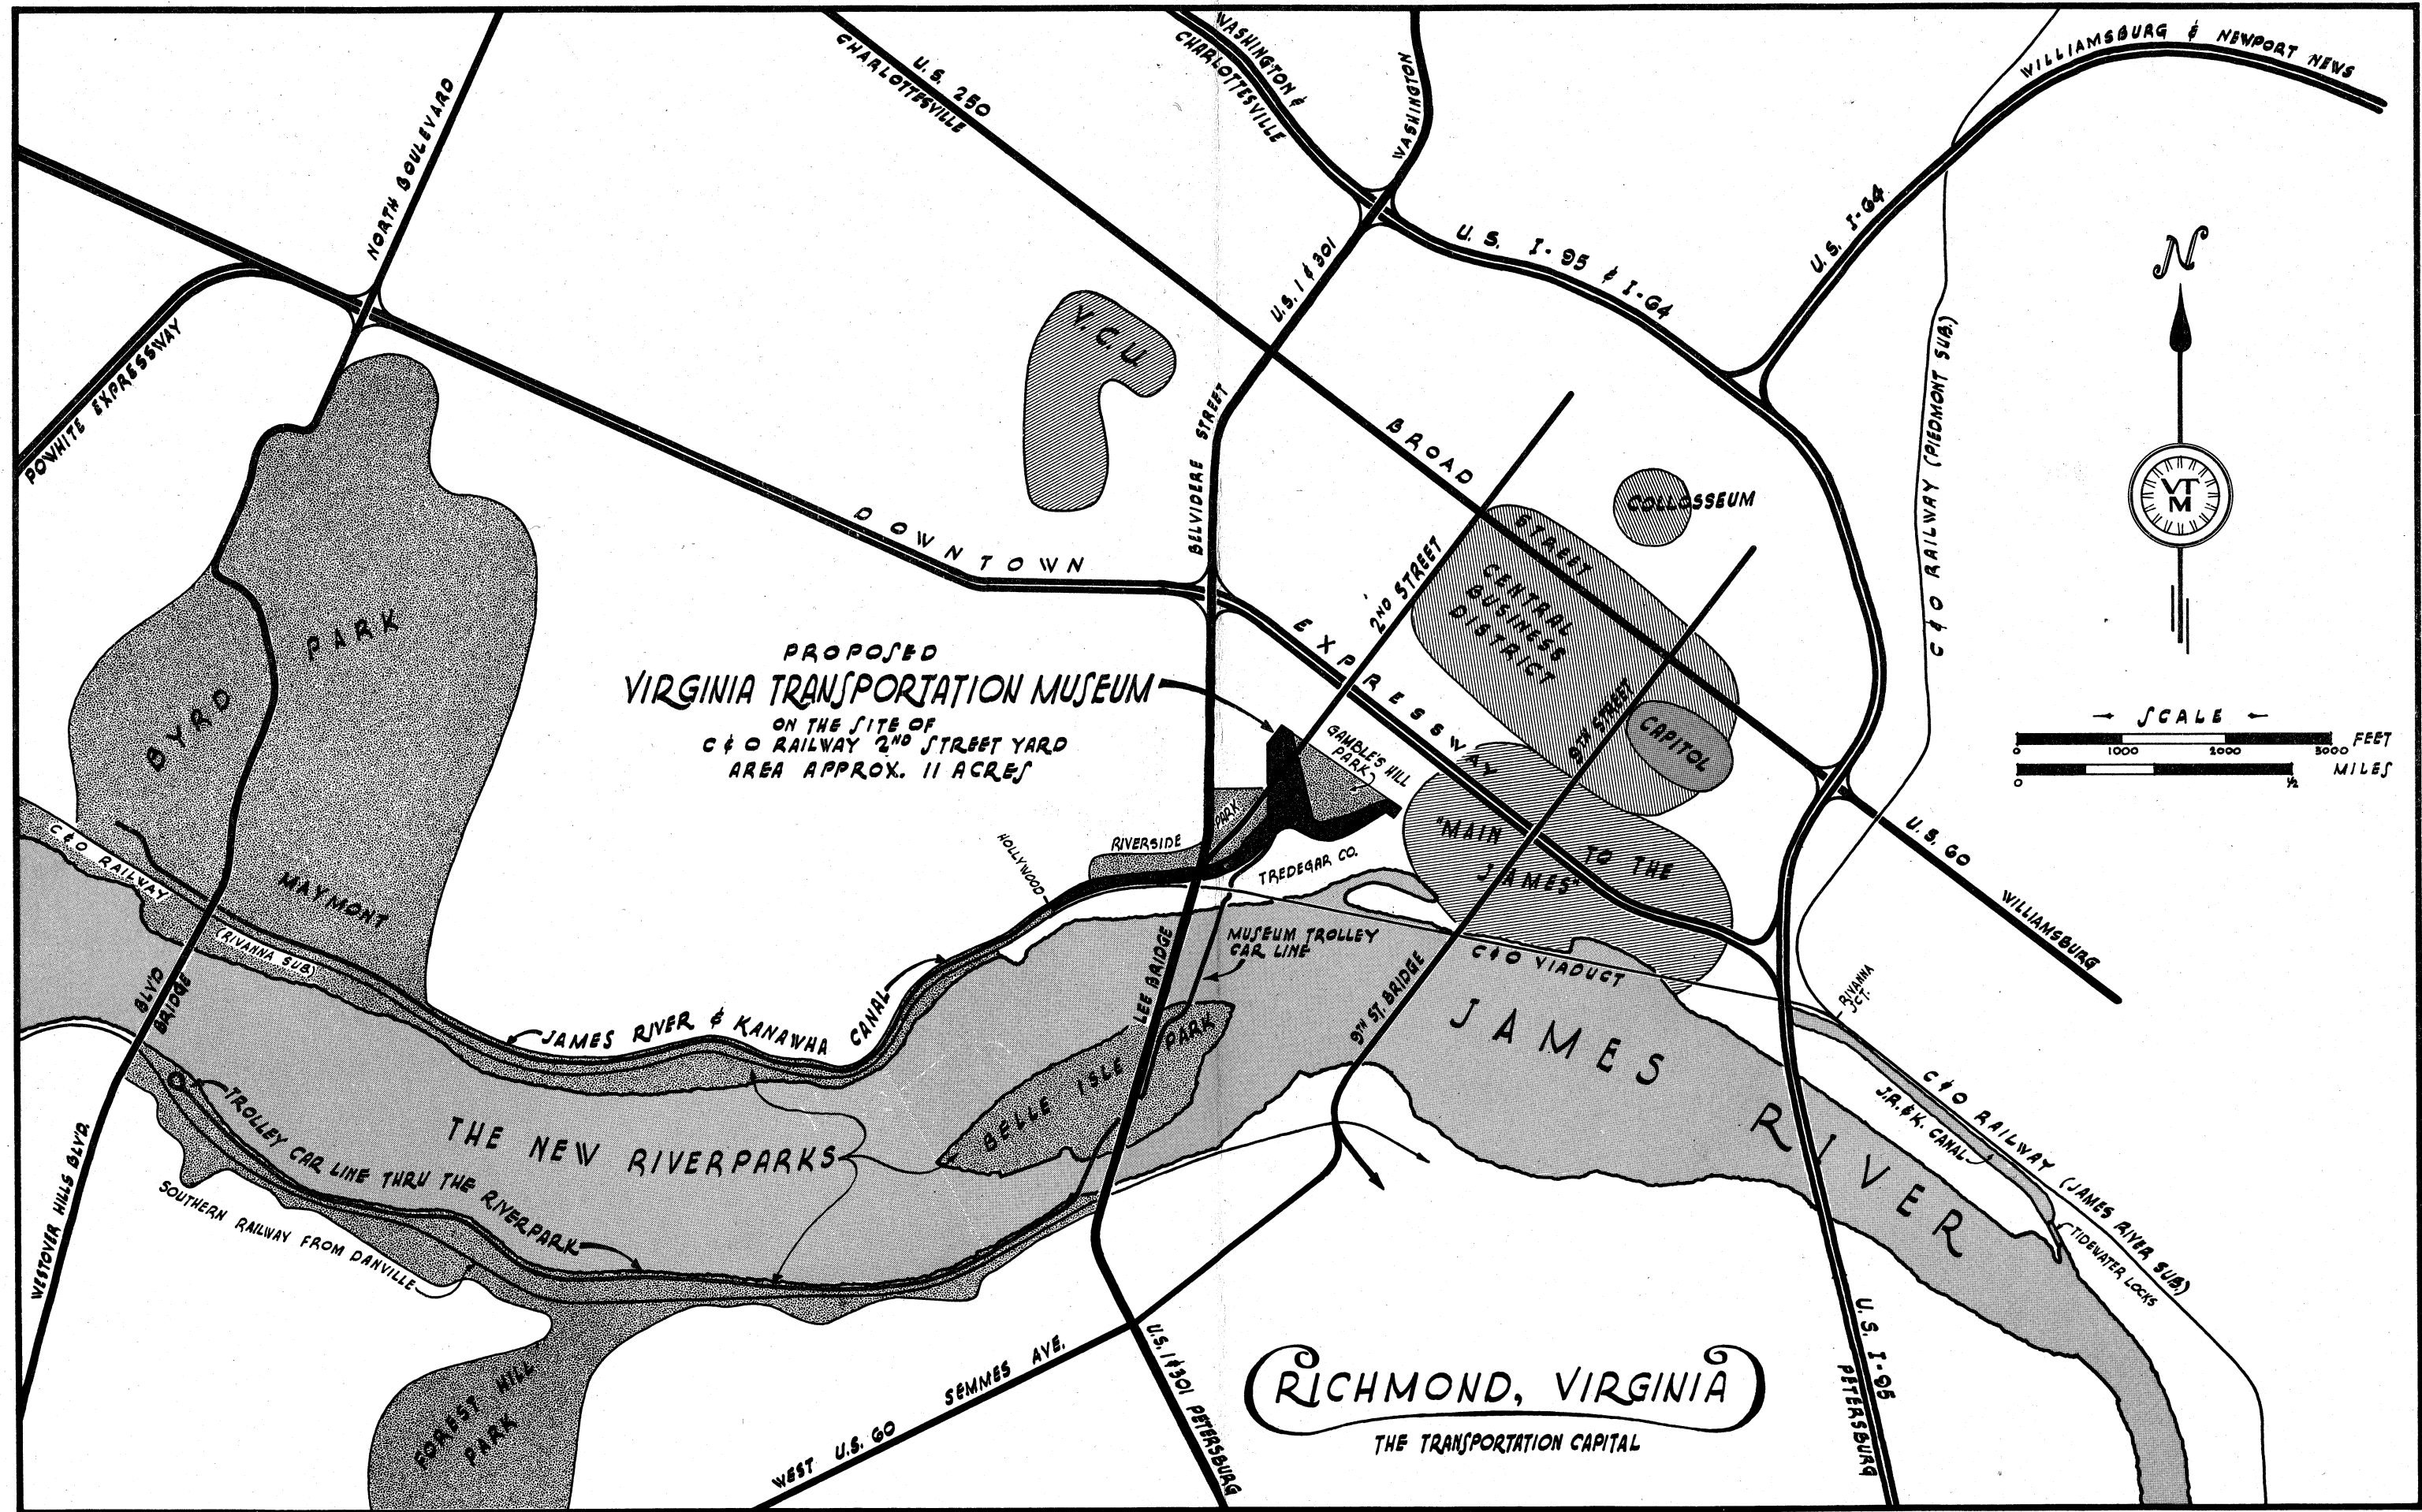 WILLIAMSBURG & NEWPORT NEWS
WASHINGTON &
CHARLOTTESVILLE
WASHINGTON
U.S. 250
CHARLOTTESVILLE
NORTH BOULEVARD
POWHITE EXPRESSWAY
U.S. 1 & 301
U. S. I-95 & I-64
U.S. I-64
C & O RAILWAY (PIEDMONT SUB.)
N
VT
M
→ SCALE ←
0 1000 2000 3000 FEET
0 ½ MILES
V. C. U.
BELVIDERE STREET
BROAD
STREET
COLLOSSEUM
CENTRAL
BUSINESS
DISTRICT
2ND STREET
9TH STREET
CAPITOL
DOWNTOWN
EXPRESSWAY
PROPOSED
VIRGINIA TRANSPORTATION MUSEUM
ON THE SITE OF
C & O RAILWAY 2ND STREET YARD
AREA APPROX. 11 ACRES
GAMBLE'S HILL
PARK
BYRD
PARK
MAYMONT
C & O RAILWAY
(RIVANNA SUB.)
RIVERSIDE PARK
HOLLYWOOD
TREDEGAR CO.
"MAIN TO THE
JAMES"
U.S. 60
WILLIAMSBURG
MUSEUM TROLLEY
CAR LINE
LEE BRIDGE
9TH ST. BRIDGE
C & O VIADUCT
RIVANNA
JCT.
BLV'D
BRIDGE
JAMES RIVER & KANAWHA CANAL
JAMES
RIVER
C & O RAILWAY (JAMES RIVER SUB.)
J.R. & K. CANAL
TIDEWATER LOCKS
BELLE ISLE PARK
THE NEW RIVERPARKS
TROLLEY CAR LINE THRU THE RIVERPARK
SOUTHERN RAILWAY FROM DANVILLE
WESTOVER HILLS BLV'D.
FOREST HILL
PARK
WEST U.S. 60 SEMMES AVE.
U.S. 1 & 301 PETERSBURG
U. S. I-95
PETERSBURG
RICHMOND, VIRGINIA
THE TRANSPORTATION CAPITAL